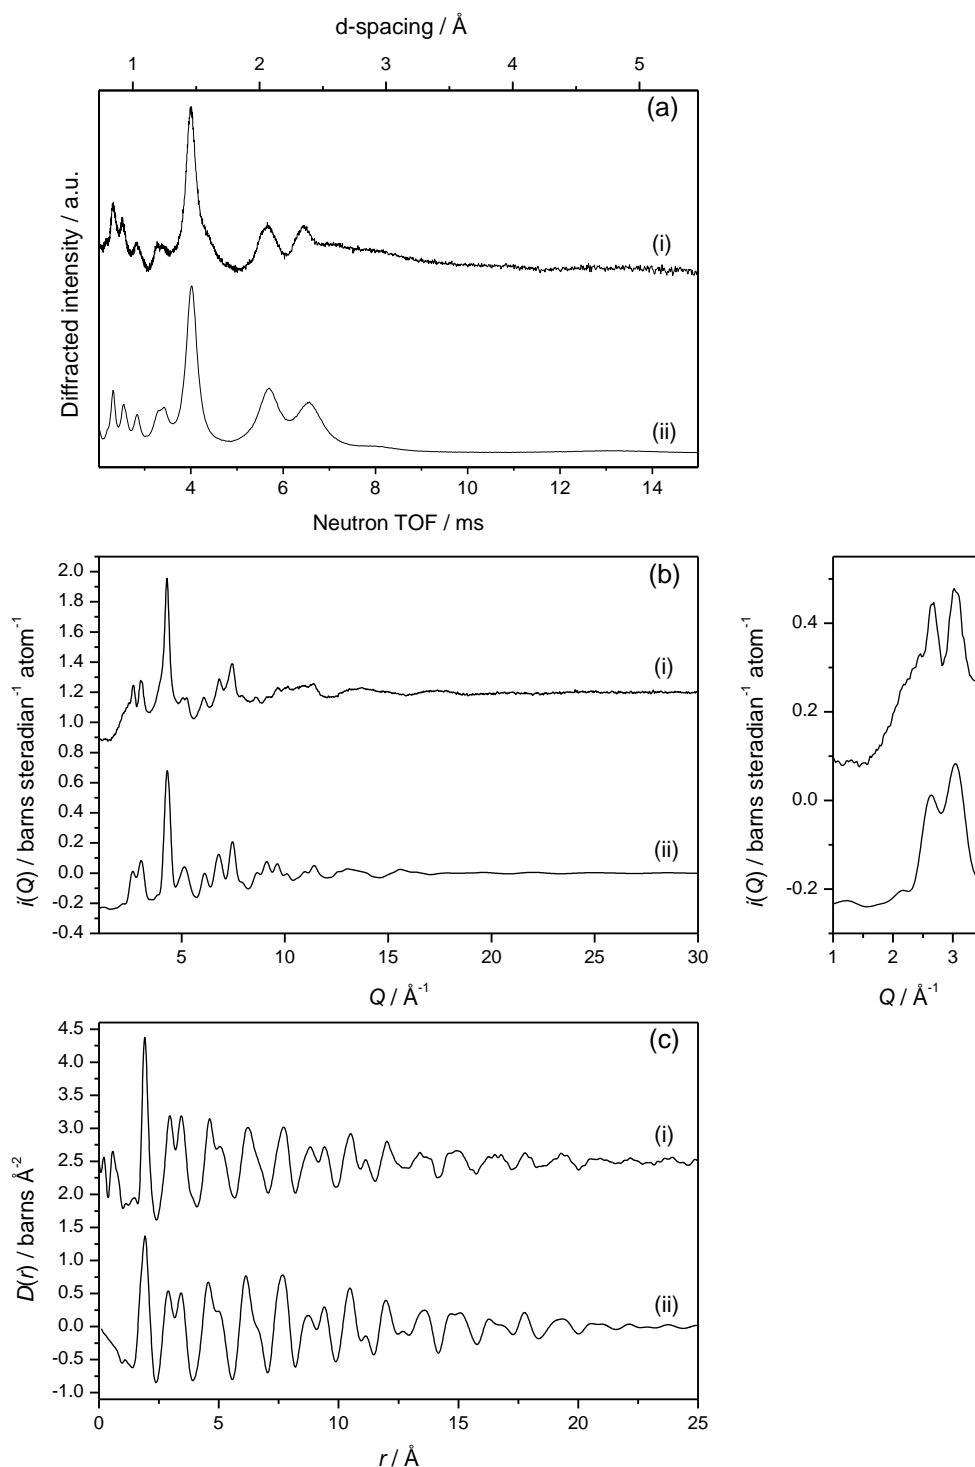 d-spacing / Å
1 2 3 4 5
(a)
Diffracted intensity / a.u.
(i)
(ii)
4 6 8 10 12 14
Neutron TOF / ms
(b)
i(Q) / barns steradian⁻¹ atom⁻¹
2.0
1.8
1.6
1.4
1.2
1.0
0.8
0.6
0.4
0.2
0.0
-0.2
-0.4
(i)
(ii)
5 10 15 20 25 30
Q / Å⁻¹
i(Q) / barns steradian⁻¹ atom⁻¹
0.4
0.2
0.0
-0.2
1 2 3
Q / Å⁻¹
(c)
D(r) / barns Å⁻²
4.5
4.0
3.5
3.0
2.5
2.0
1.5
1.0
0.5
0.0
-0.5
-1.0
(i)
(ii)
0 5 10 15 20 25
r / Å